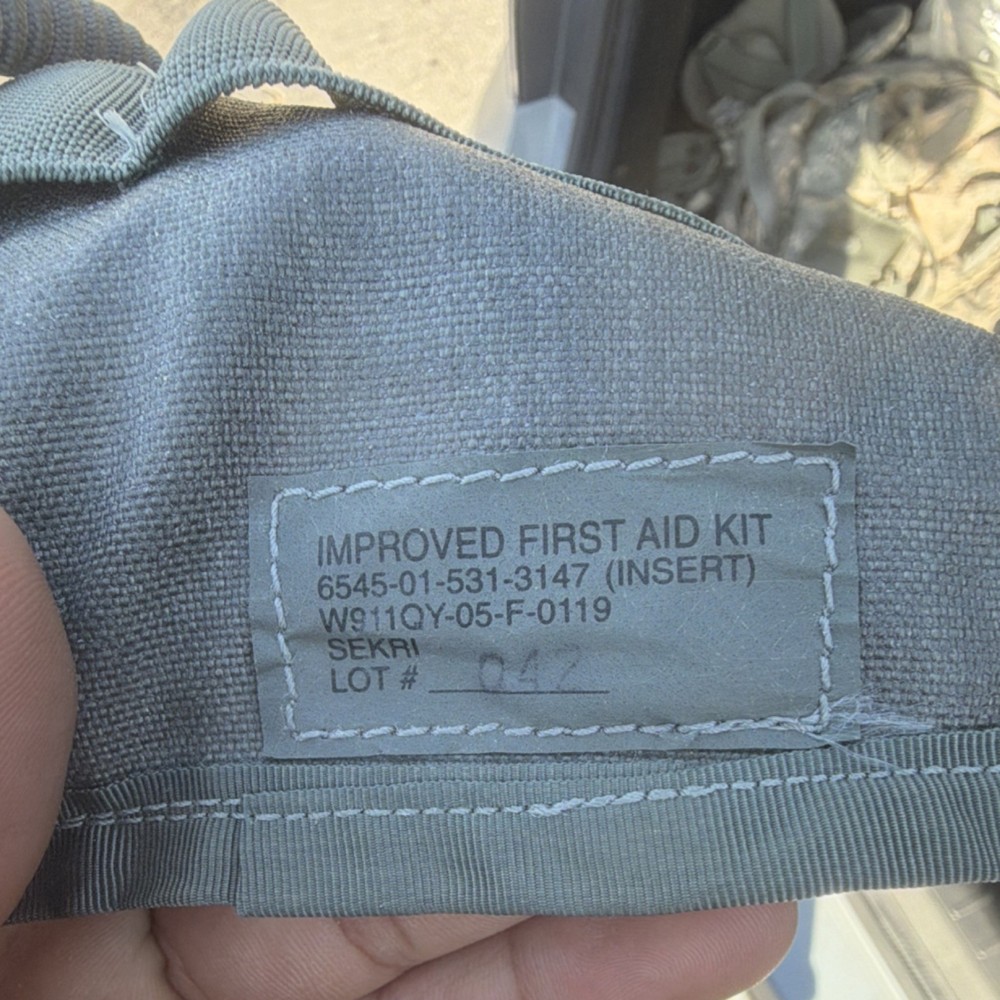 IMPROVED FIRST AID KIT
6545-01-531-3147 (INSERT)
W911QY-05-F-0119
SEKRI
LOT # 042